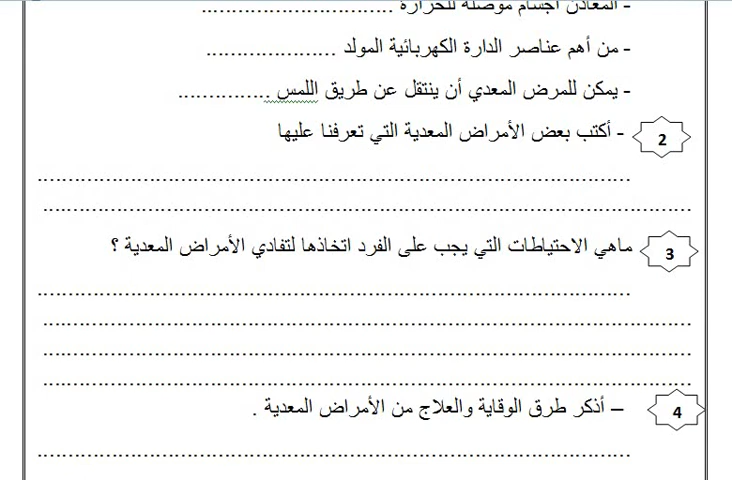 - المعادن أجسام موصلة للحرارة ..............................
- من أهم عناصر الدارة الكهربائية المولد .....................
- يمكن للمرض المعدي أن ينتقل عن طريق اللمس ...............
2 - أكتب بعض الأمراض المعدية التي تعرفنا عليها
................................................................................................
.........................................................................................................
3 ماهي الاحتياطات التي يجب على الفرد اتخاذها لتفادي الأمراض المعدية ؟
................................................................................................
.........................................................................................................
.........................................................................................................
.........................................................................................................
4 – أذكر طرق الوقاية والعلاج من الأمراض المعدية .
................................................................................................